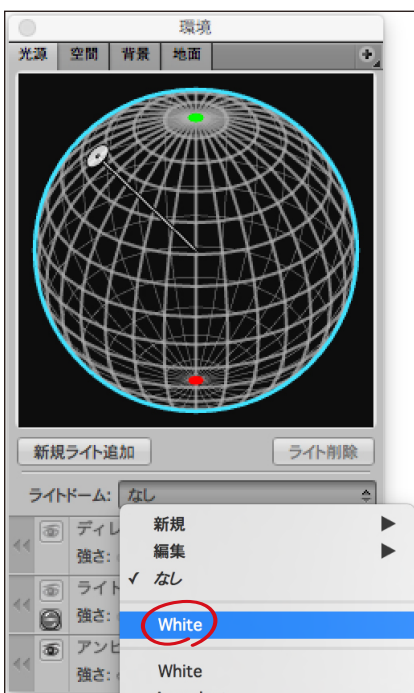 環境
光源 空間 背景 地面
新規ライト追加 ライト削除
ライトドーム: なし
新規
編集
✓ なし
White
White
ディレ
強さ:
ライト
強さ:
アンビ
強さ: